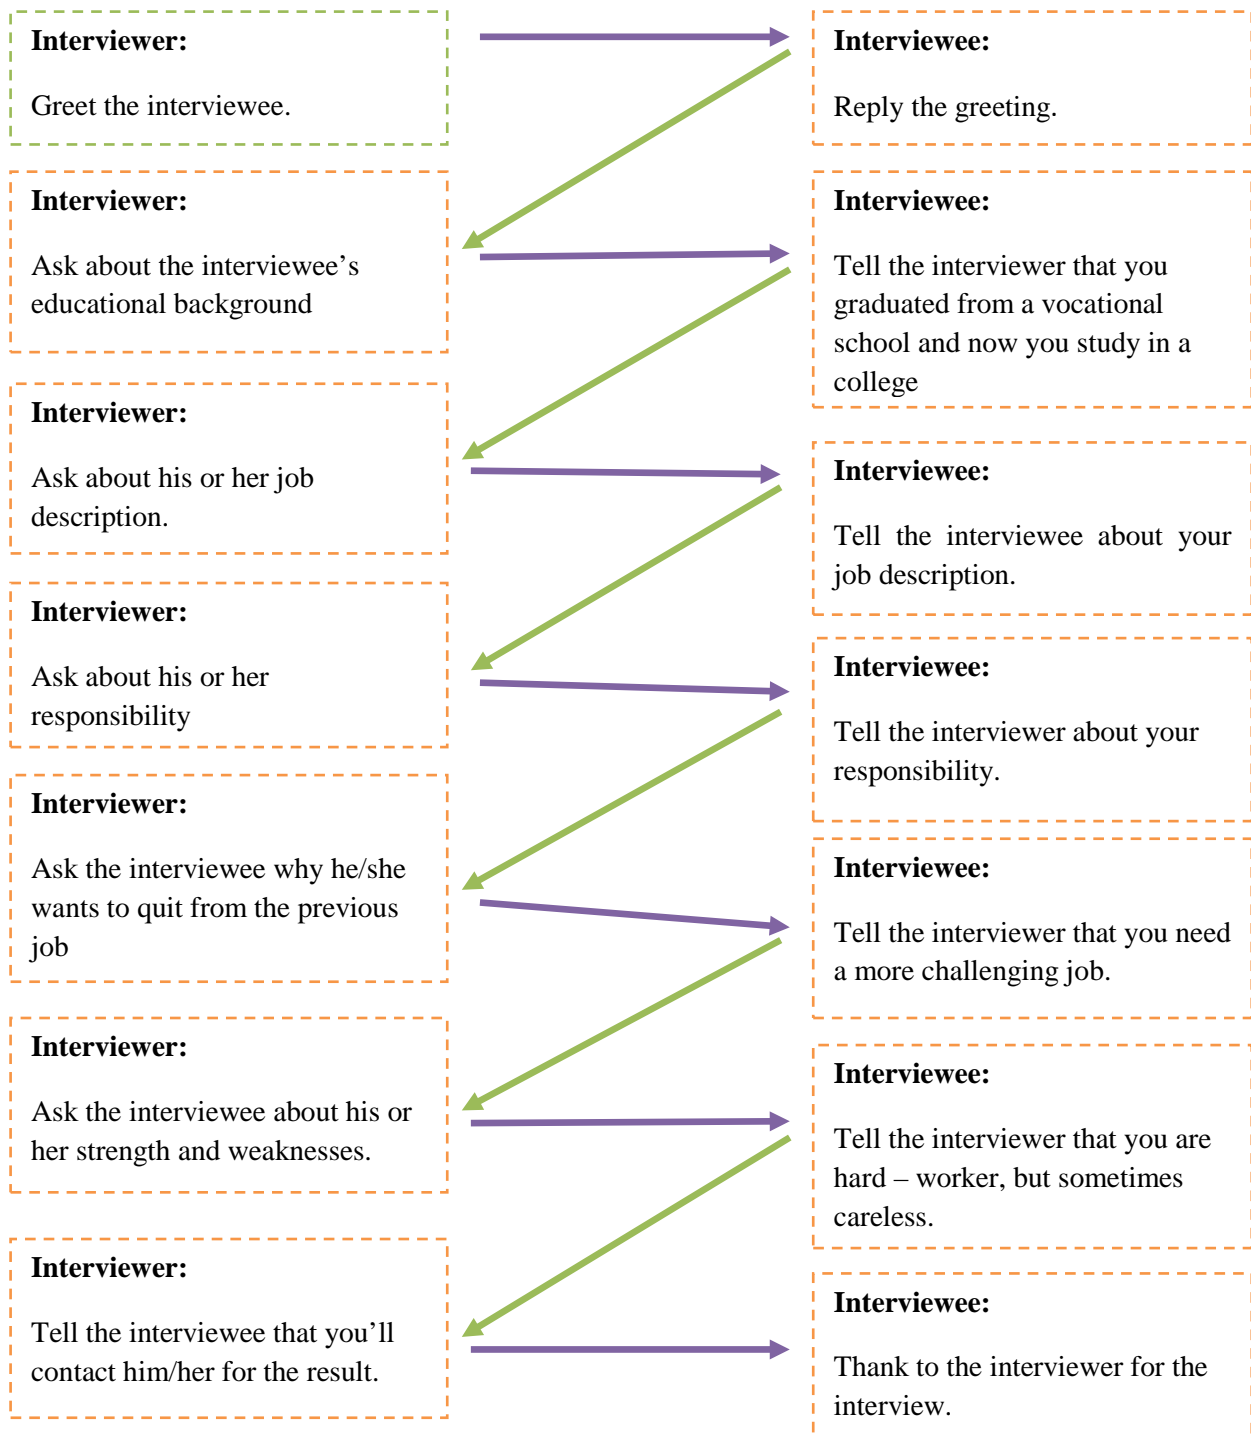 Interviewer:
Greet the interviewee.
Interviewee:
Reply the greeting.
Interviewer:
Ask about the interviewee’s
educational background
Interviewee:
Tell the interviewer that you
graduated from a vocational
school and now you study in a
college
Interviewer:
Ask about his or her job
description.
Interviewee:
Tell the interviewee about your
job description.
Interviewer:
Ask about his or her
responsibility
Interviewee:
Tell the interviewer about your
responsibility.
Interviewer:
Ask the interviewee why he/she
wants to quit from the previous
job
Interviewee:
Tell the interviewer that you need
a more challenging job.
Interviewer:
Ask the interviewee about his or
her strength and weaknesses.
Interviewee:
Tell the interviewer that you are
hard – worker, but sometimes
careless.
Interviewer:
Tell the interviewee that you’ll
contact him/her for the result.
Interviewee:
Thank to the interviewer for the
interview.